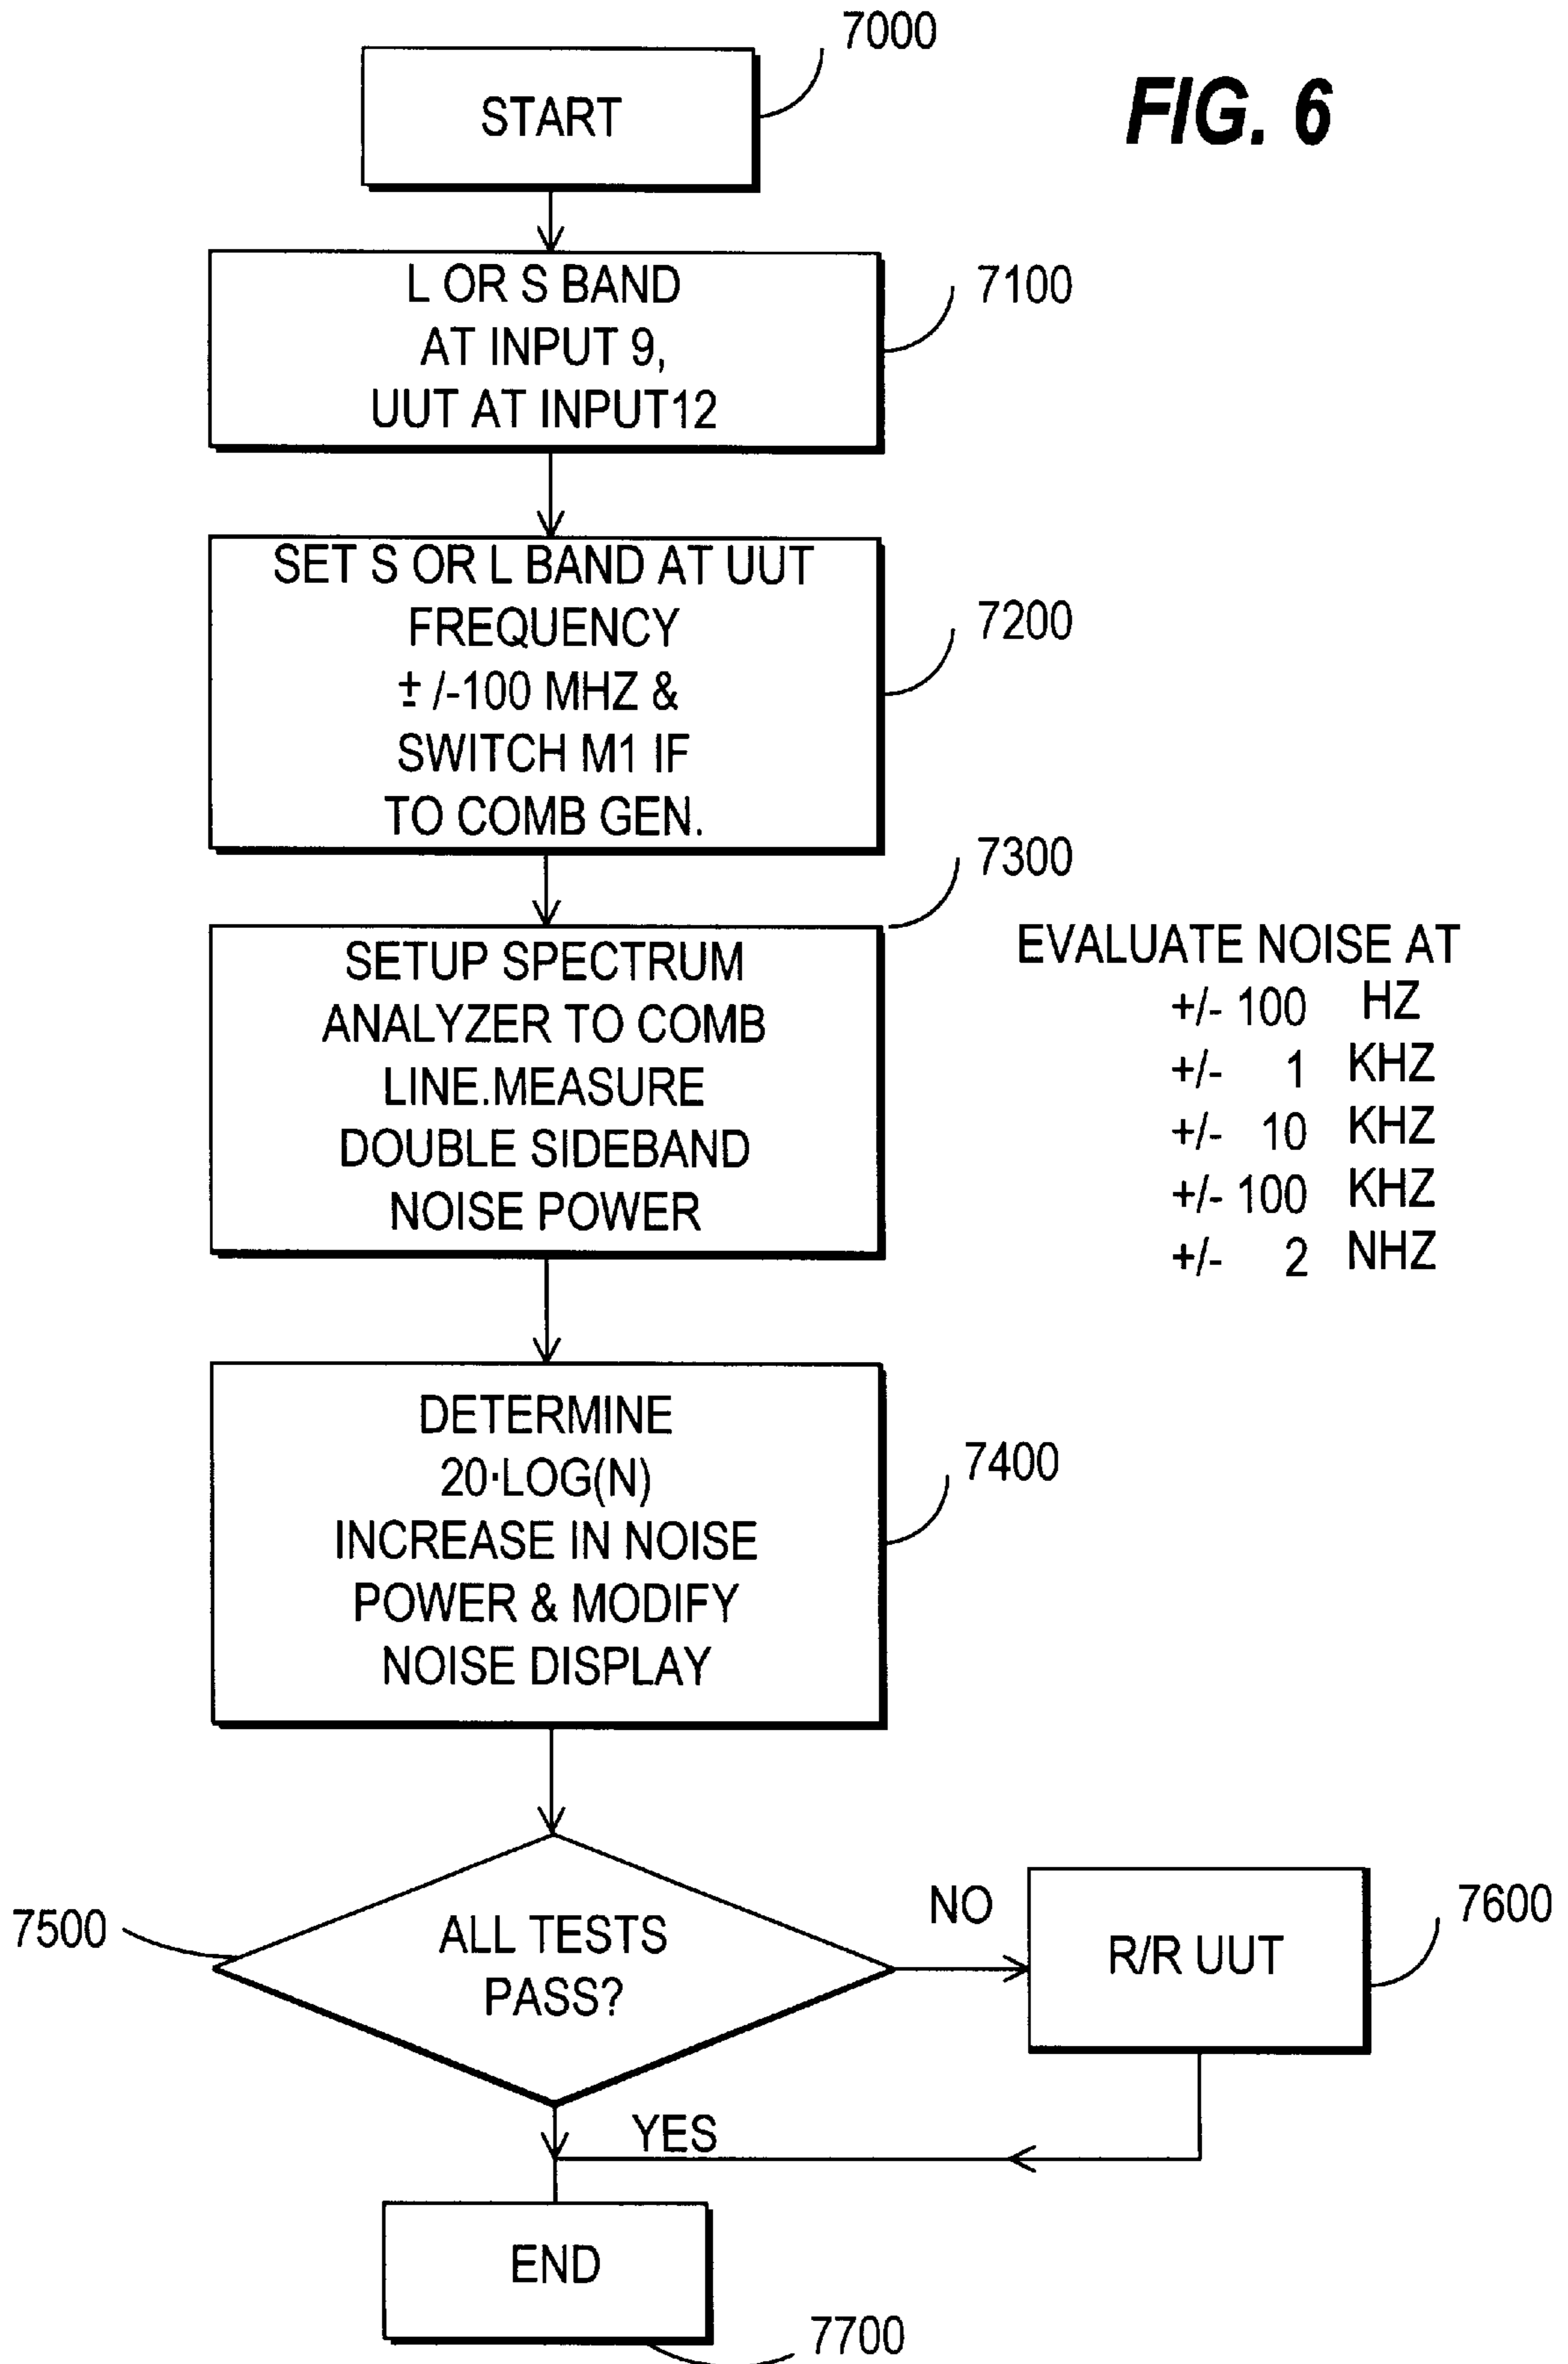 7000
START
FIG. 6
L OR S BAND
AT INPUT 9,
UUT AT INPUT12
7100
SET S OR L BAND AT UUT
FREQUENCY
± /-100 MHZ &
SWITCH M1 IF
TO COMB GEN.
7200
7300
SETUP SPECTRUM
ANALYZER TO COMB
LINE.MEASURE
DOUBLE SIDEBAND
NOISE POWER
EVALUATE NOISE AT
+/- 100 HZ
+/- 1 KHZ
+/- 10 KHZ
+/- 100 KHZ
+/- 2 NHZ
DETERMINE
20·LOG(N)
INCREASE IN NOISE
POWER & MODIFY
NOISE DISPLAY
7400
7500
ALL TESTS
PASS?
NO
R/R UUT
7600
YES
END
7700